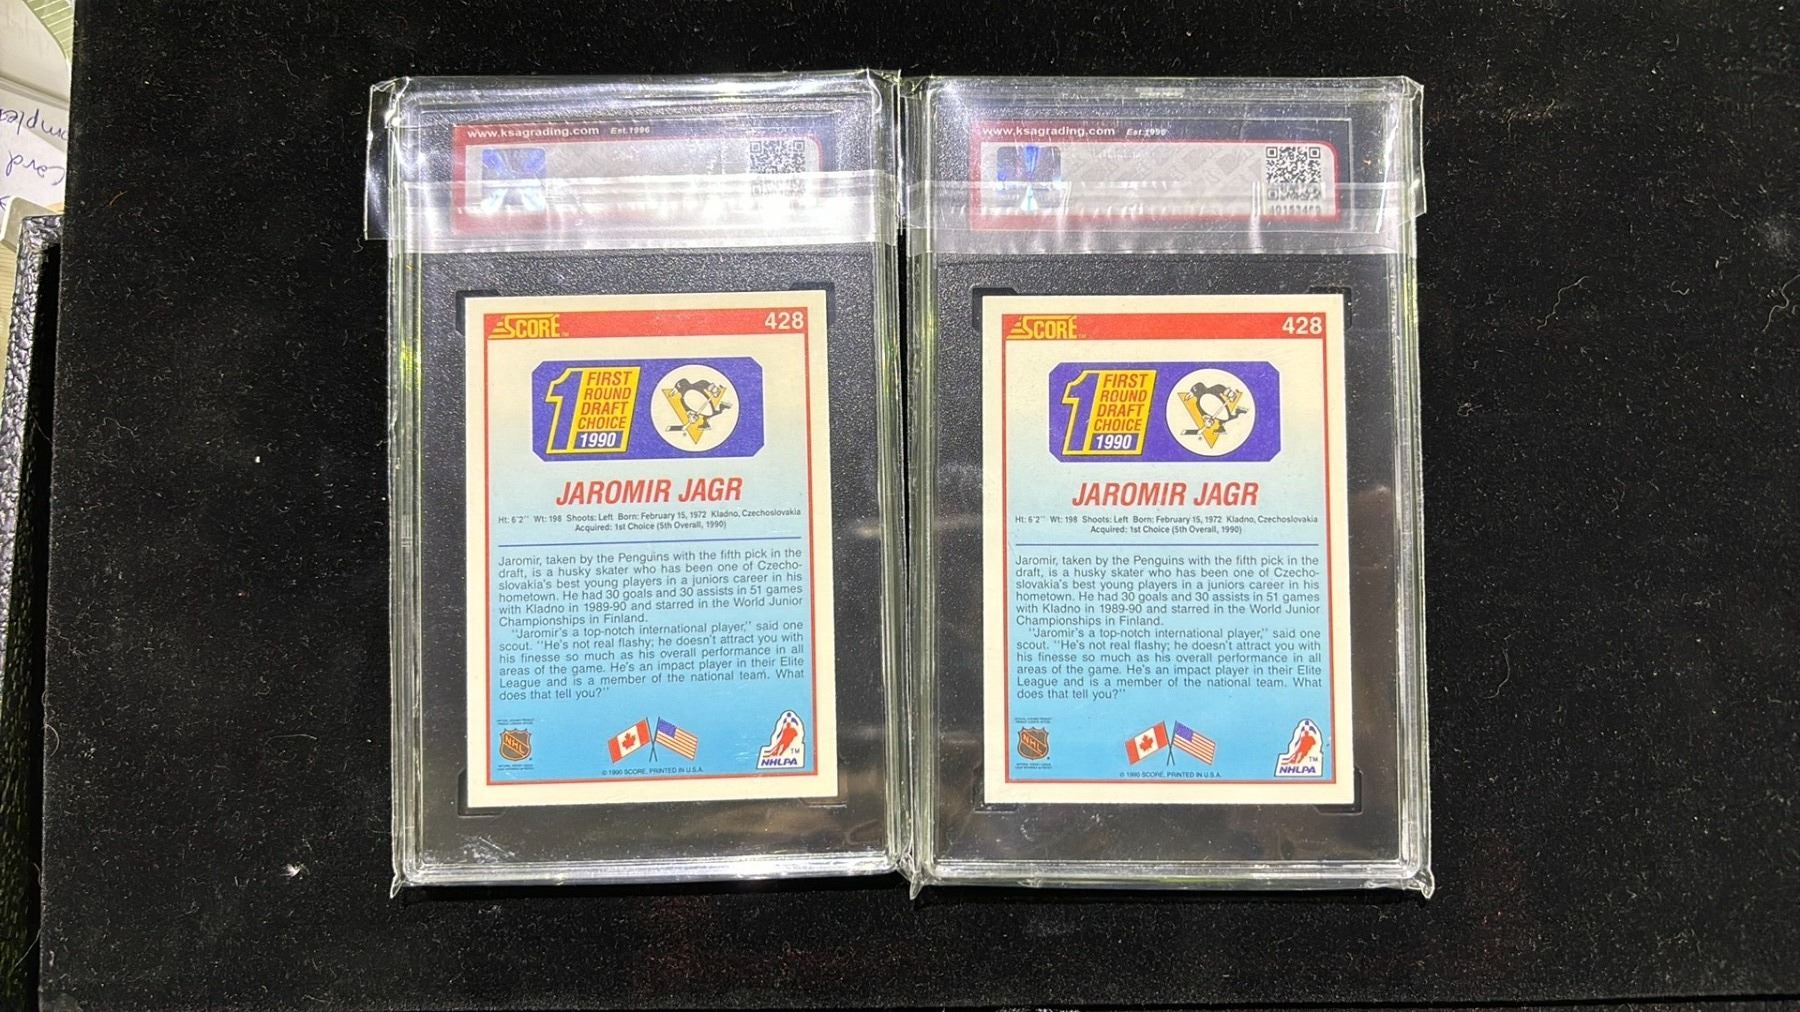 www.ksagrading.com Est.1996
SCORE™ 428
1 FIRST
ROUND
DRAFT
CHOICE
1990
JAROMIR JAGR
Ht: 6'2'' Wt: 198 Shoots: Left Born: February 15, 1972 Kladno, Czechoslovakia
Acquired: 1st Choice (5th Overall, 1990)
Jaromir, taken by the Penguins with the fifth pick in the
draft, is a husky skater who has been one of Czecho-
slovakia's best young players in a juniors career in his
hometown. He had 30 goals and 30 assists in 51 games
with Kladno in 1989-90 and starred in the World Junior
Championships in Finland.
''Jaromir's a top-notch international player,'' said one
scout. ''He's not real flashy; he doesn't attract you with
his finesse so much as his overall performance in all
areas of the game. He's an impact player in their Elite
League and is a member of the national team. What
does that tell you?''
NHL
© 1990 SCORE, PRINTED IN U.S.A.
TM
NHLPA
www.ksagrading.com Est.1996
SCORE™ 428
1 FIRST
ROUND
DRAFT
CHOICE
1990
JAROMIR JAGR
Ht: 6'2'' Wt: 198 Shoots: Left Born: February 15, 1972 Kladno, Czechoslovakia
Acquired: 1st Choice (5th Overall, 1990)
Jaromir, taken by the Penguins with the fifth pick in the
draft, is a husky skater who has been one of Czecho-
slovakia's best young players in a juniors career in his
hometown. He had 30 goals and 30 assists in 51 games
with Kladno in 1989-90 and starred in the World Junior
Championships in Finland.
''Jaromir's a top-notch international player,'' said one
scout. ''He's not real flashy; he doesn't attract you with
his finesse so much as his overall performance in all
areas of the game. He's an impact player in their Elite
League and is a member of the national team. What
does that tell you?''
NHL
© 1990 SCORE, PRINTED IN U.S.A.
TM
NHLPA
Card